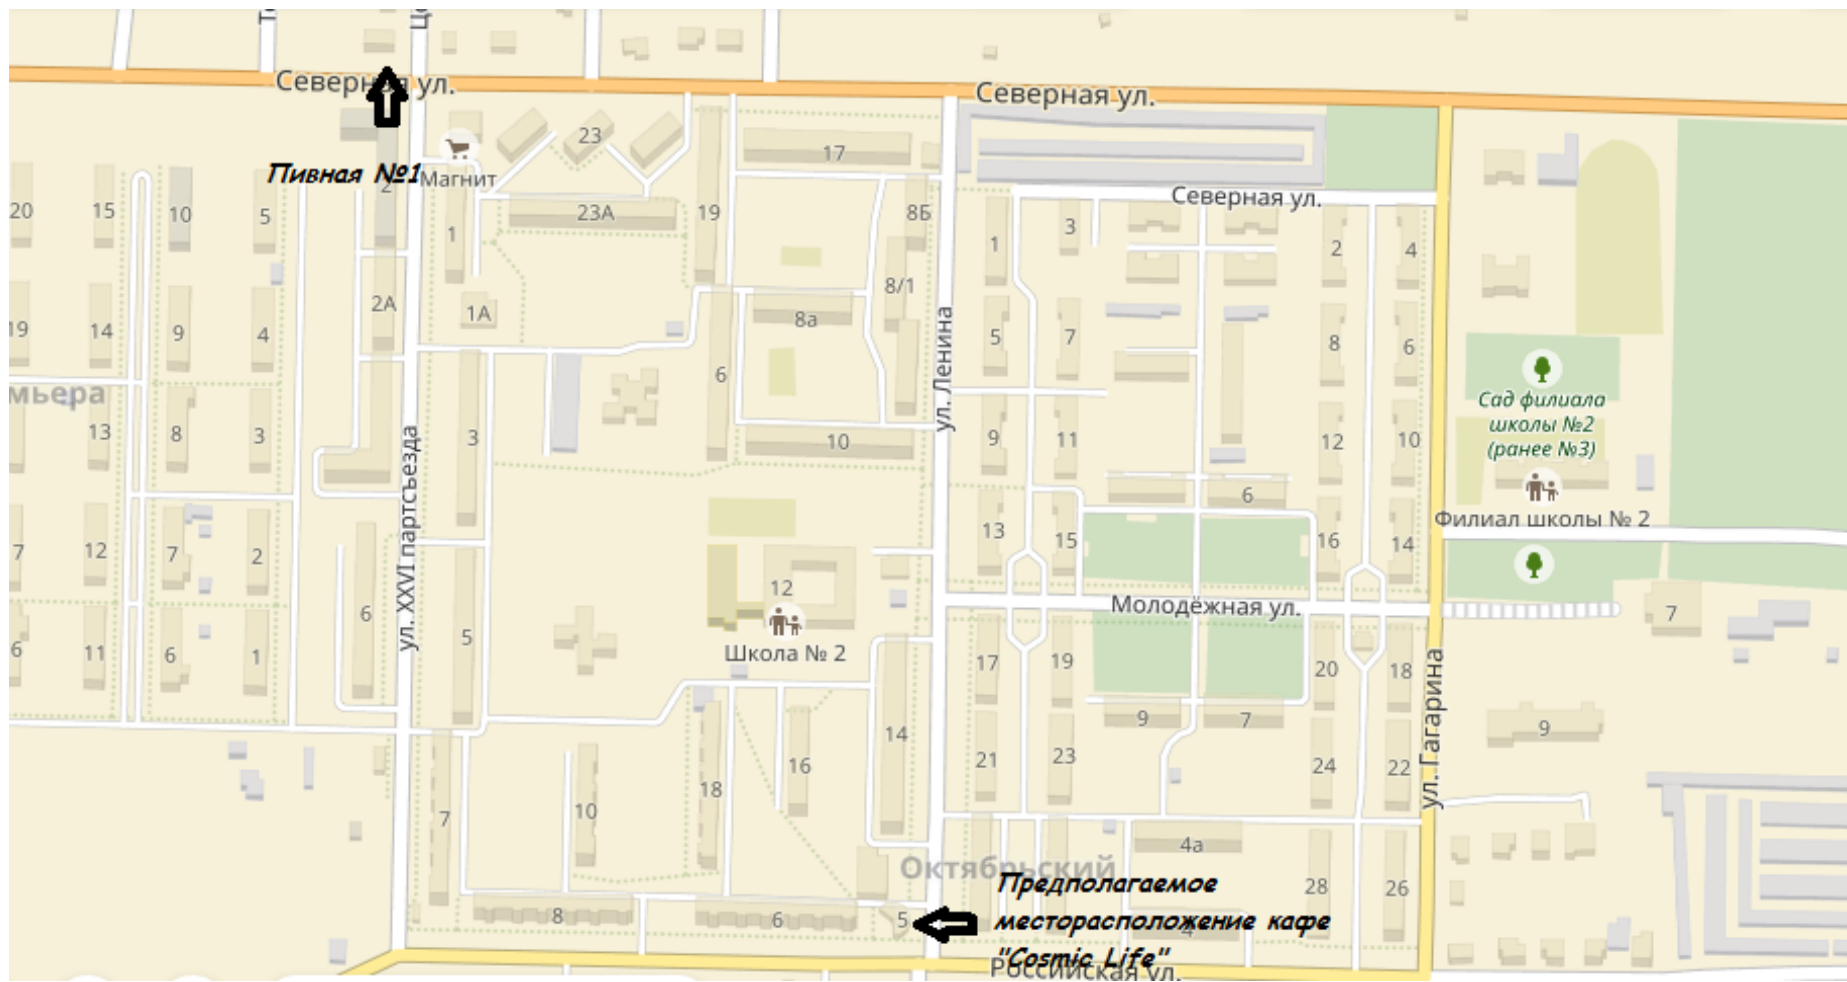 Северная ул.
Северная ул.
Пивная №1
Магнит
23
17
2
20
15
10
5
1
23А
19
8Б
Северная ул.
1
3
2
4
2А
1А
8/1
8а
19
14
9
4
5
7
8
6
6
ул. Ленина
мьера
13
8
3
3
10
9
11
12
10
Сад филиала
школы №2
(ранее №3)
6
Филиал школы № 2
ул. XXVI партсъезда
7
12
7
2
13
15
16
14
12
Школа № 2
Молодёжная ул.
7
6
11
6
1
6
5
17
19
20
18
9
7
9
14
21
23
24
22
ул. Гагарина
16
18
10
7
4а
Октябрьский
28
26
Предполагаемое
месторасположение кафе
"Cosmic Life"
8
6
5
4
Российская ул.